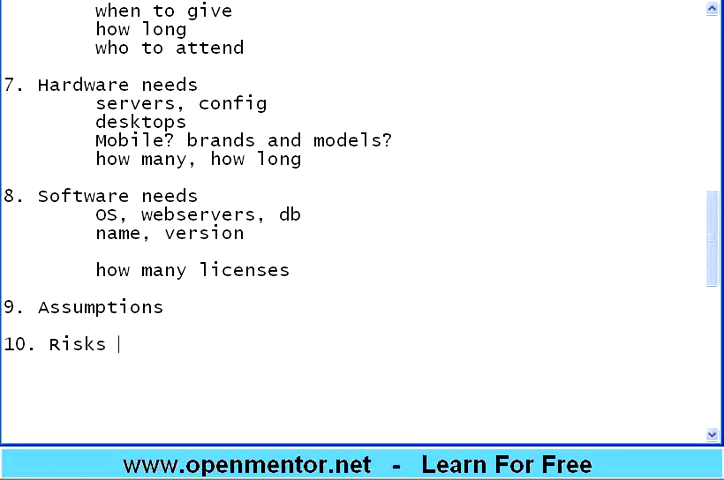 when to give
how long
who to attend
7. Hardware needs
servers, config
desktops
Mobile? brands and models?
how many, how long
8. Software needs
OS, webservers, db
name, version
how many licenses
9. Assumptions
10. Risks
www.openmentor.net - Learn For Free